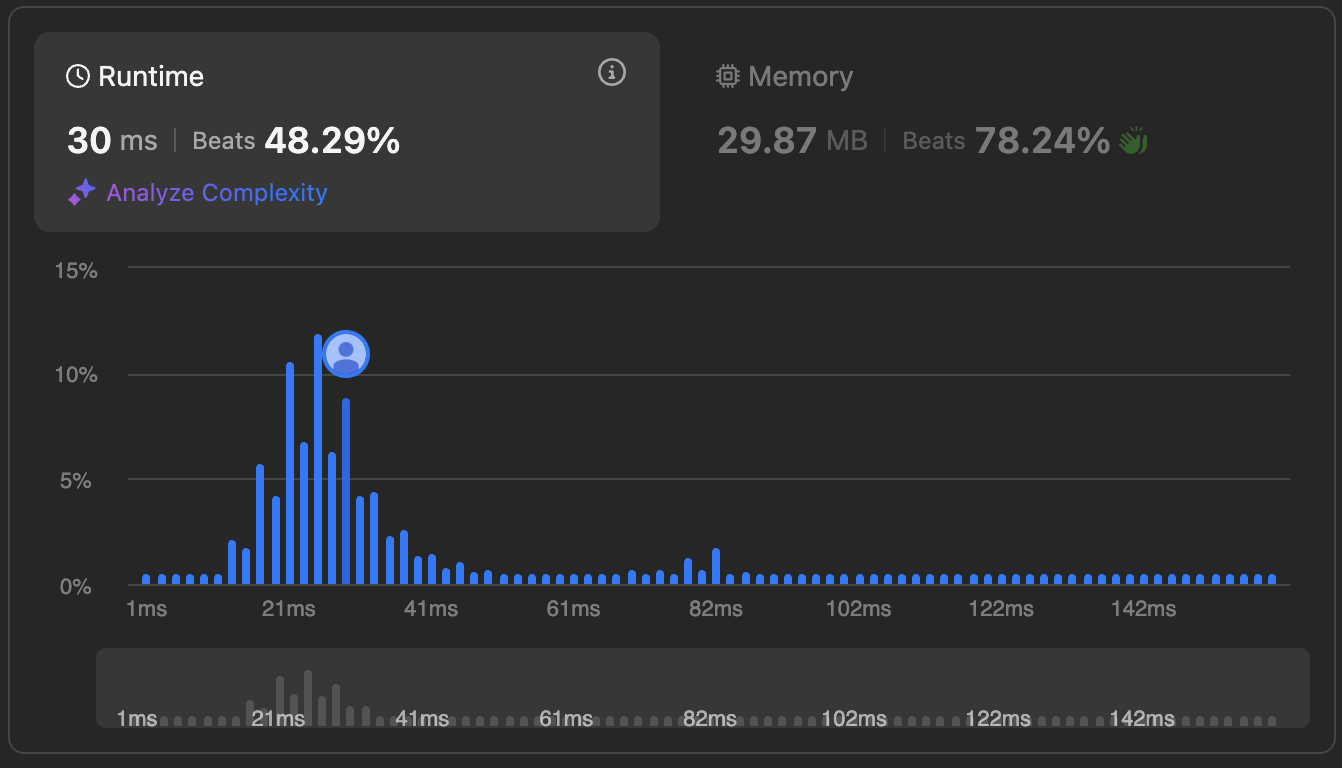 Runtime
30 ms | Beats 48.29%
Analyze Complexity
Memory
29.87 MB | Beats 78.24%
15%
10%
5%
0%
1ms 21ms 41ms 61ms 82ms 102ms 122ms 142ms
1ms 21ms 41ms 61ms 82ms 102ms 122ms 142ms